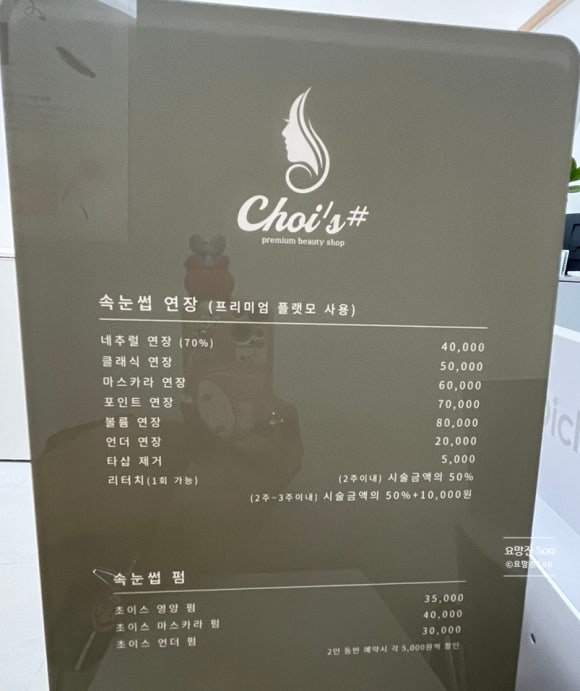 Choi's#
premium beauty shop
속눈썹 연장 (프리미엄 플랫모 사용)
네추럴 연장 (70%) 40,000
클래식 연장 50,000
마스카라 연장 60,000
포인트 연장 70,000
볼륨 연장 80,000
언더 연장 20,000
타샵 제거 5,000
리터치(1회 가능) (2주이내) 시술금액의 50%
(2주~3주이내) 시술금액의 50%+10,000원
요망진Soo
©요망진Soo
속눈썹 펌
초이스 영양 펌 35,000
초이스 마스카라 펌 40,000
초이스 언더 펌 30,000
2인 동반 예약시 각 5,000원씩 할인